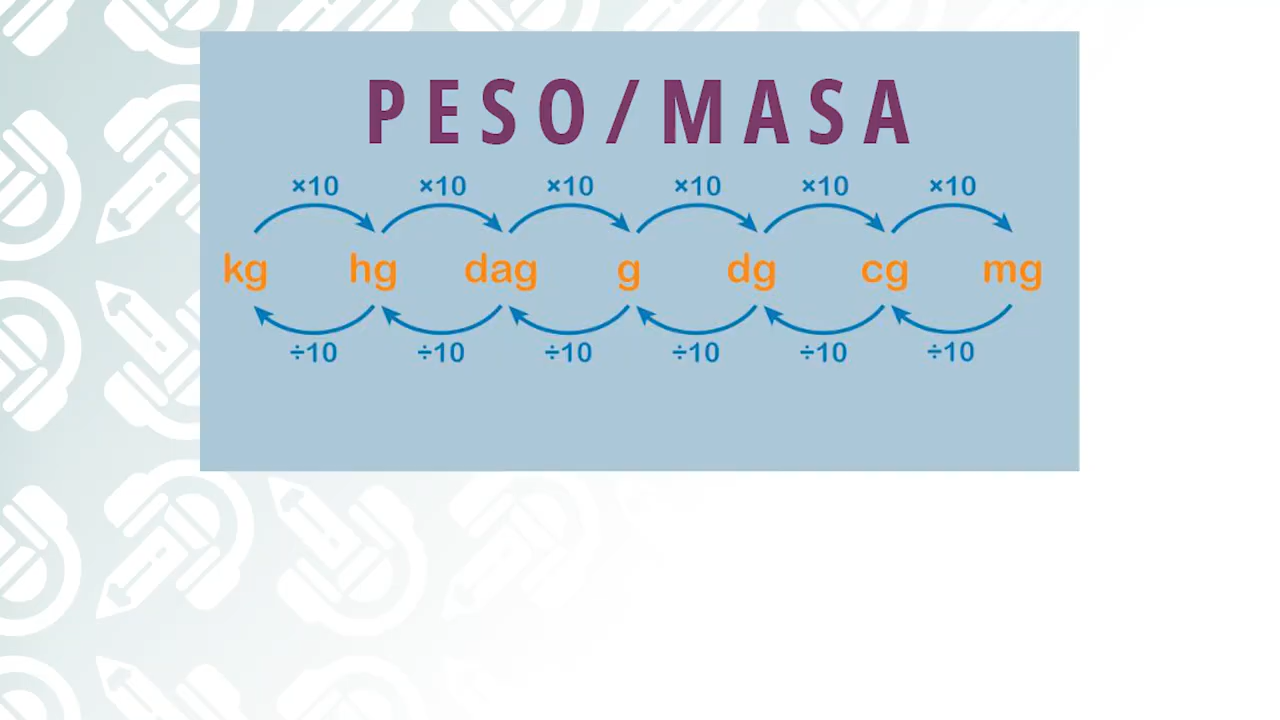 PESO/MASA
×10 ×10 ×10 ×10 ×10 ×10
kg hg dag g dg cg mg
÷10 ÷10 ÷10 ÷10 ÷10 ÷10